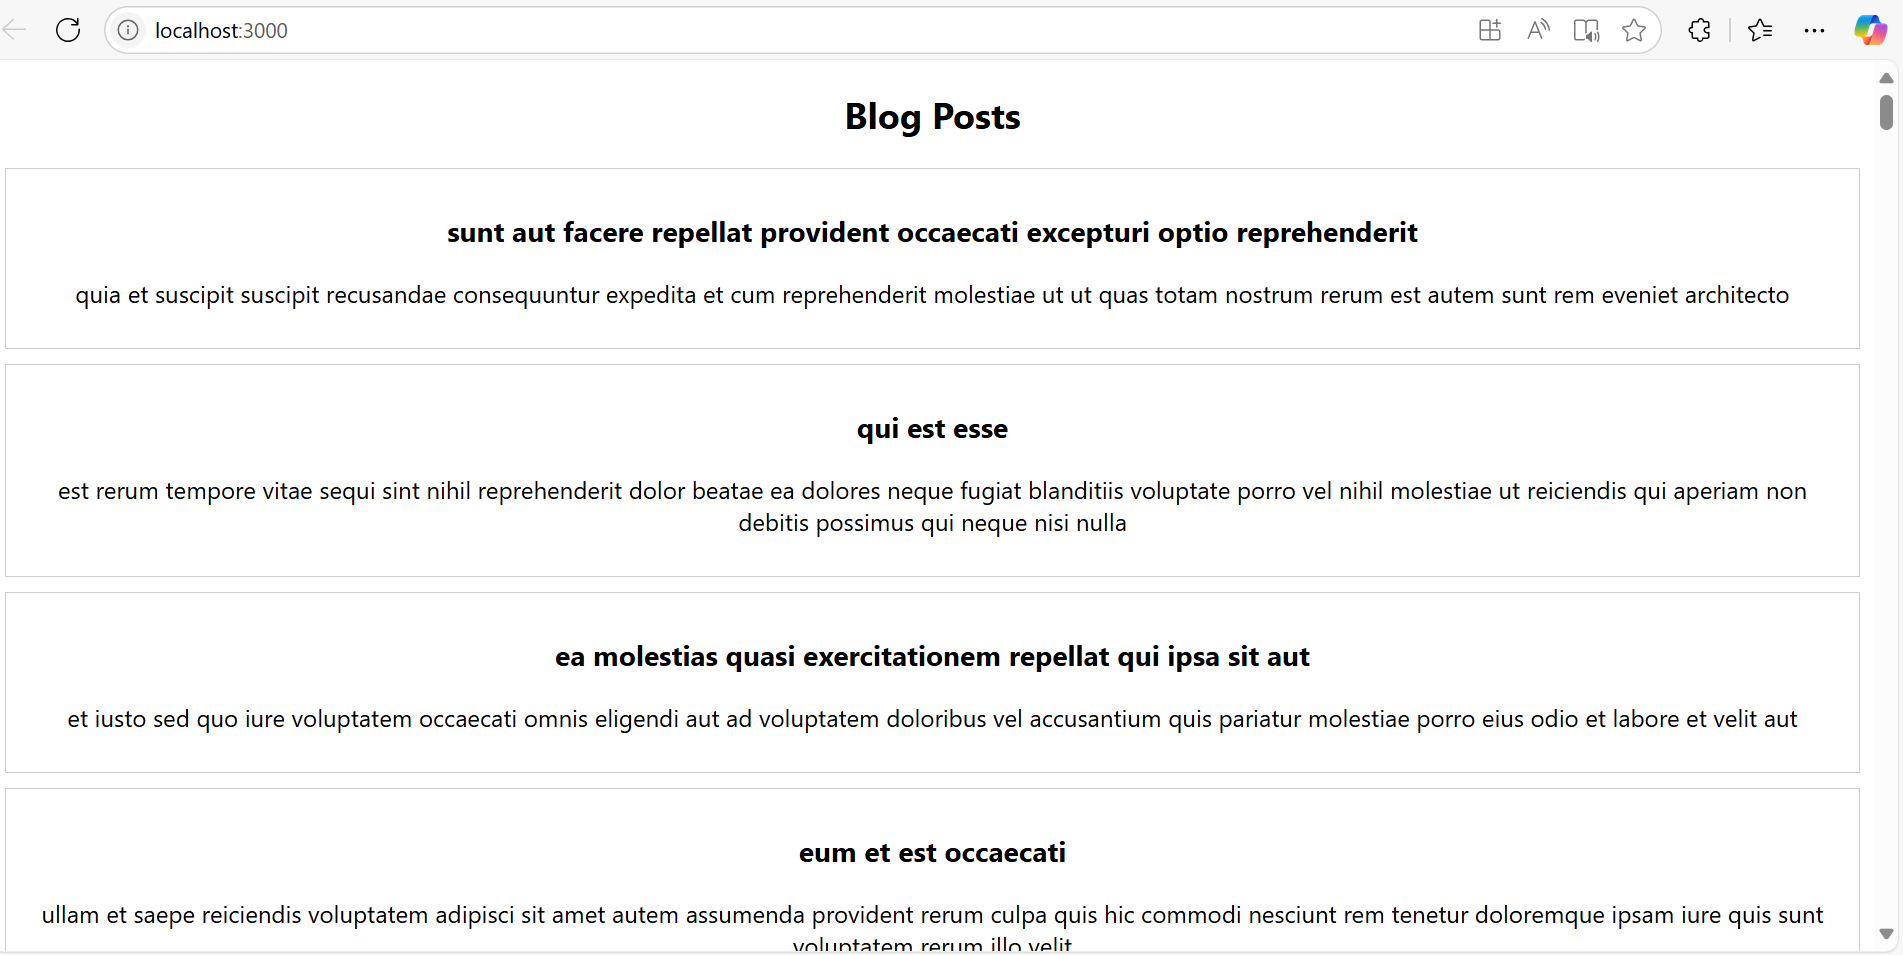 localhost:3000
Blog Posts
sunt aut facere repellat provident occaecati excepturi optio reprehenderit
quia et suscipit suscipit recusandae consequuntur expedita et cum reprehenderit molestiae ut ut quas totam nostrum rerum est autem sunt rem eveniet architecto
qui est esse
est rerum tempore vitae sequi sint nihil reprehenderit dolor beatae ea dolores neque fugiat blanditiis voluptate porro vel nihil molestiae ut reiciendis qui aperiam non
debitis possimus qui neque nisi nulla
ea molestias quasi exercitationem repellat qui ipsa sit aut
et iusto sed quo iure voluptatem occaecati omnis eligendi aut ad voluptatem doloribus vel accusantium quis pariatur molestiae porro eius odio et labore et velit aut
eum et est occaecati
ullam et saepe reiciendis voluptatem adipisci sit amet autem assumenda provident rerum culpa quis hic commodi nesciunt rem tenetur doloremque ipsam iure quis sunt
voluptatem rerum illo velit